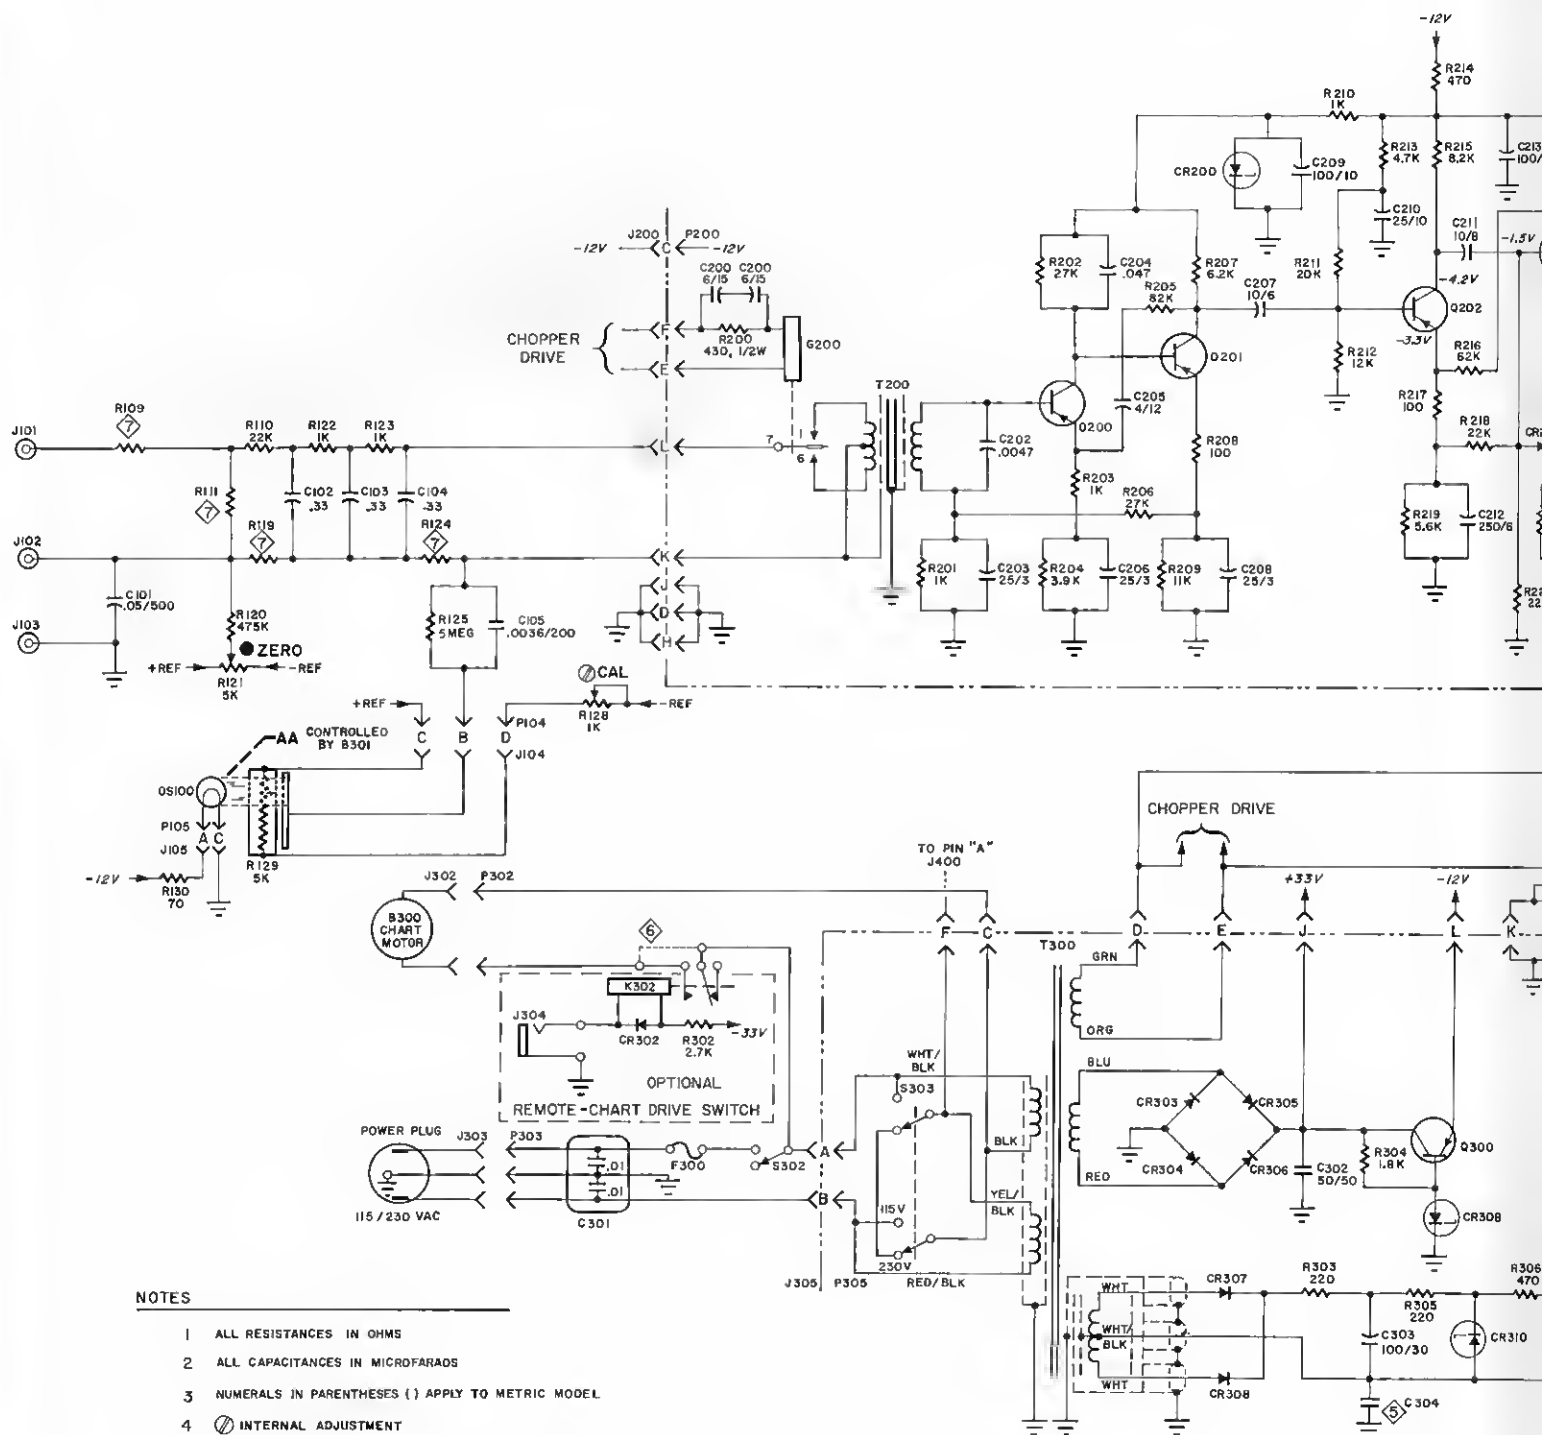 -12V
R214
470
R210
1K
R213
4.7K
R215
8.2K
C213
100/
CR200
C209
100/10
C210
25/10
C211
10/8
-1.5V
J200
P200
-12V
C
-12V
C200
6/15
C200
6/15
R202
27K
C204
.047
R207
6.2K
R205
82K
C207
10/6
R211
20K
-4.2V
Q202
-3.3V
CHOPPER
DRIVE
F
R200
430, 1/2W
G200
E
Q201
R212
12K
R216
62K
T200
C205
4/12
R217
100
Q200
R218
22K
J101
R109
7
R110
22K
R122
1K
R123
1K
L
7
1
6
C202
.0047
R208
100
R203
1K
R111
7
C102
.33
C103
.33
C104
.33
R206
27K
R219
5.6K
C212
250/6
J102
R119
7
R124
7
K
R201
1K
C203
25/3
R204
3.9K
C206
25/3
R209
11K
C208
25/3
C101
.05/500
R120
475K
R125
5MEG
C105
.0036/200
J
D
H
J103
ZERO
+REF
-REF
R121
5K
CAL
+REF
R128
1K
-REF
C
B
D
P104
J104
AA
CONTROLLED
BY B301
DS100
P105
A C
J105
R129
5K
-12V
R130
70
CHOPPER DRIVE
TO PIN "A"
J400
J302
P302
+33V
-12V
B300
CHART
MOTOR
6
F
C
D
E
J
L
K
T300
GRN
K302
J304
CR302
R302
2.7K
-33V
ORG
OPTIONAL
REMOTE-CHART DRIVE SWITCH
WHT/
BLK
S303
BLU
CR303
CR305
POWER PLUG
J303
P303
F300
S302
A
BLK
CR304
CR306
C302
50/50
R304
1.8K
Q300
.01
.01
RED
115/230 VAC
C301
B
115V
YEL/
BLK
230V
RED/BLK
J305
P305
CR308
WHT
CR307
R303
220
R305
220
R306
470
WHT/
BLK
C303
100/30
CR310
WHT
CR308
5
C304
NOTES
1 ALL RESISTANCES IN OHMS
2 ALL CAPACITANCES IN MICROFARADS
3 NUMERALS IN PARENTHESES ( ) APPLY TO METRIC MODEL
4 INTERNAL ADJUSTMENT